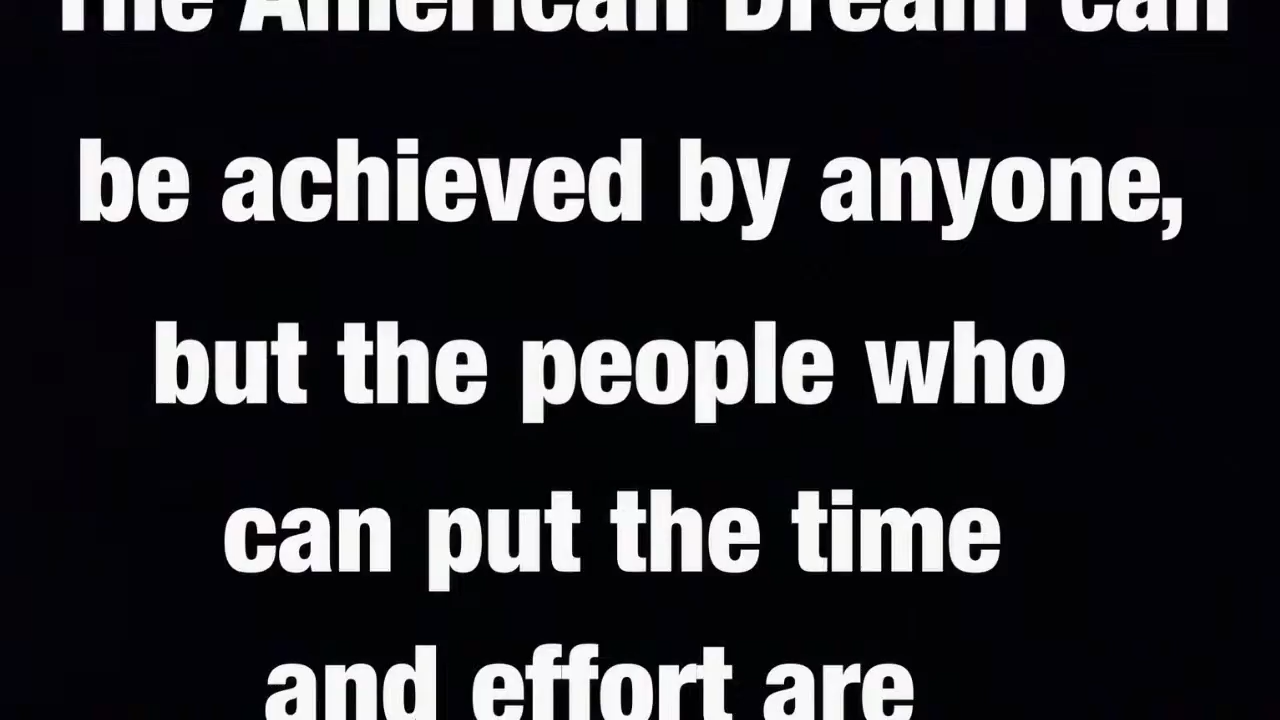 The American Dream can
be achieved by anyone,
but the people who
can put the time
and effort are